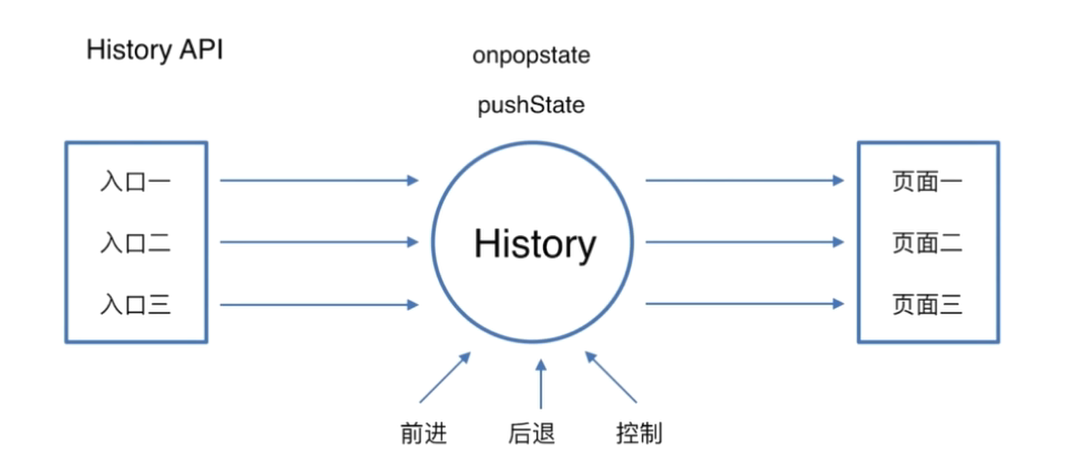 History API
onpopstate
pushState
入口一
入口二
入口三
History
页面一
页面二
页面三
前进
后退
控制